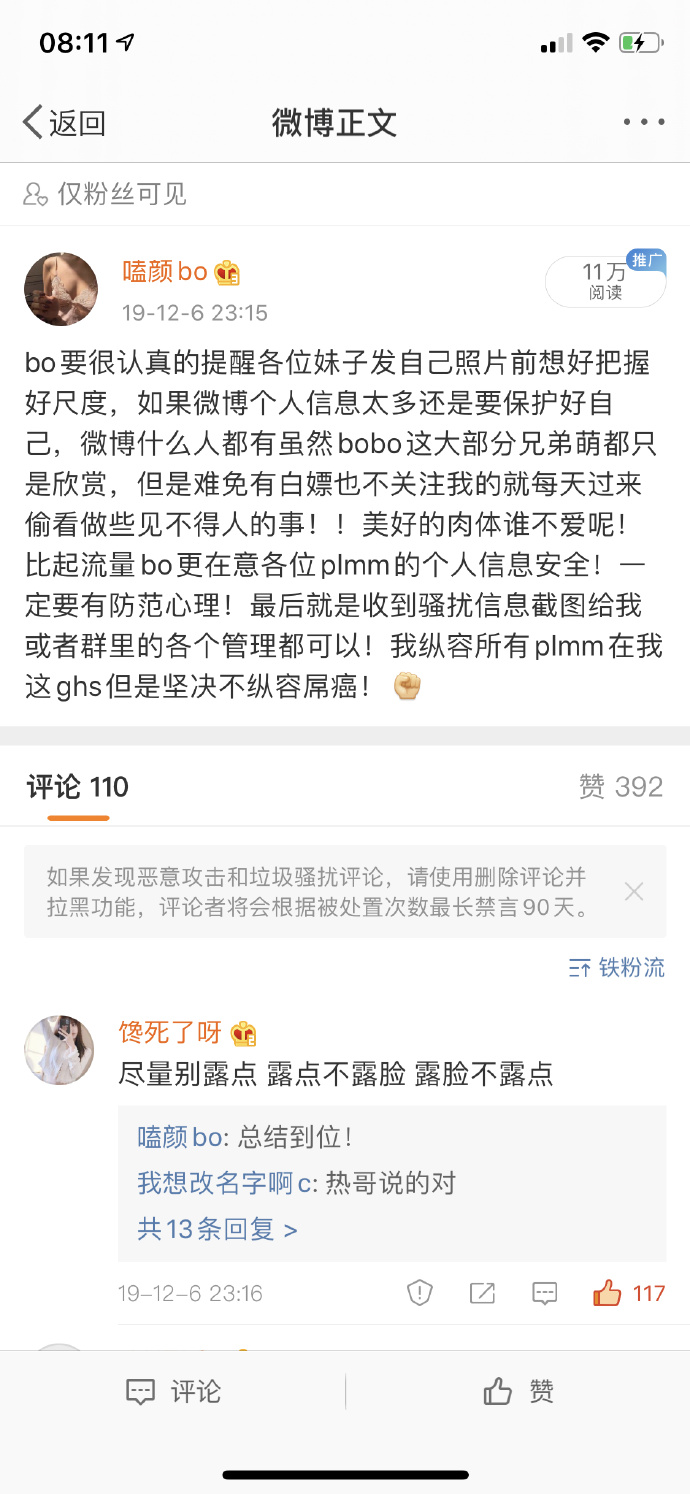 08:11
返回
微博正文
仅粉丝可见
嗑颜bo
19-12-6 23:15
推广
11万
阅读
bo要很认真的提醒各位妹子发自己照片前想好把握
好尺度，如果微博个人信息太多还是要保护好自
己，微博什么人都有虽然bobo这大部分兄弟萌都只
是欣赏，但是难免有白嫖也不关注我的就每天过来
偷看做些见不得人的事！！美好的肉体谁不爱呢！
比起流量bo更在意各位plmm的个人信息安全！一
定要有防范心理！最后就是收到骚扰信息截图给我
或者群里的各个管理都可以！我纵容所有plmm在我
这ghs但是坚决不纵容屌癌！
评论 110
赞 392
如果发现恶意攻击和垃圾骚扰评论，请使用删除评论并
拉黑功能，评论者将会根据被处置次数最长禁言90天。
铁粉流
馋死了呀
尽量别露点 露点不露脸 露脸不露点
嗑颜bo: 总结到位！
我想改名字啊c: 热哥说的对
共13条回复 >
19-12-6 23:16
117
评论
赞